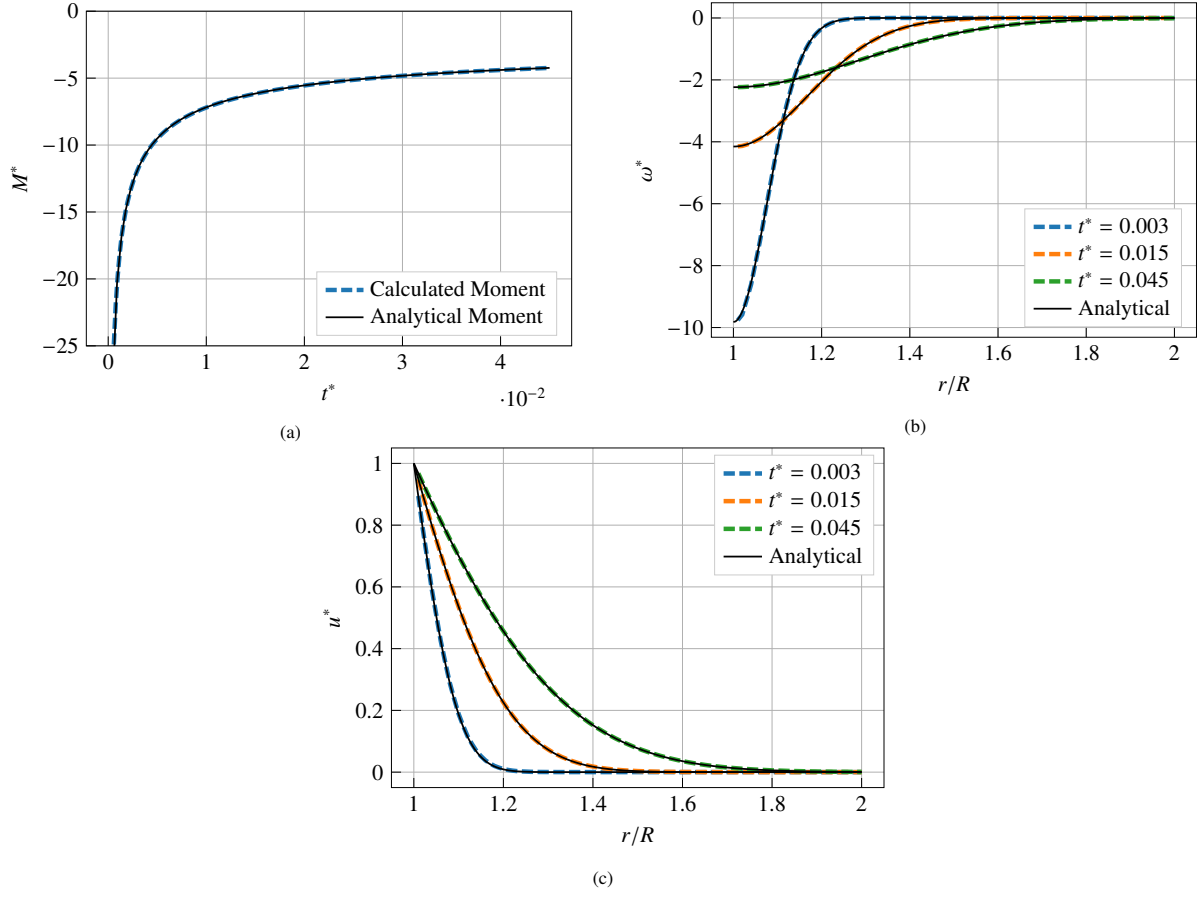 0
−5
−10
−15
−20
−25
M*
0
1
2
3
4
t*
·10−2
Calculated Moment
Analytical Moment
(a)
0
−2
−4
−6
−8
−10
ω*
1
1.2
1.4
1.6
1.8
2
r/R
t* = 0.003
t* = 0.015
t* = 0.045
Analytical
(b)
1
0.8
0.6
0.4
0.2
0
u*
1
1.2
1.4
1.6
1.8
2
r/R
t* = 0.003
t* = 0.015
t* = 0.045
Analytical
(c)